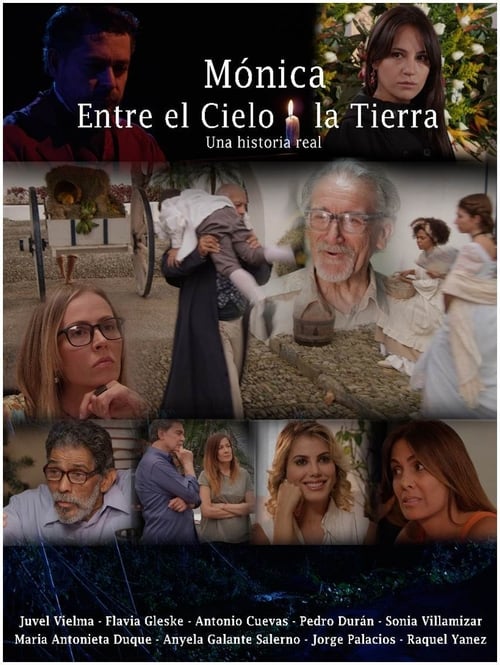 Mónica
Entre el Cielo la Tierra
Una historia real
Juvel Vielma - Flavia Gleske - Antonio Cuevas - Pedro Durán - Sonia Villamizar
Maria Antonieta Duque - Anyela Galante Salerno - Jorge Palacios - Raquel Yanez